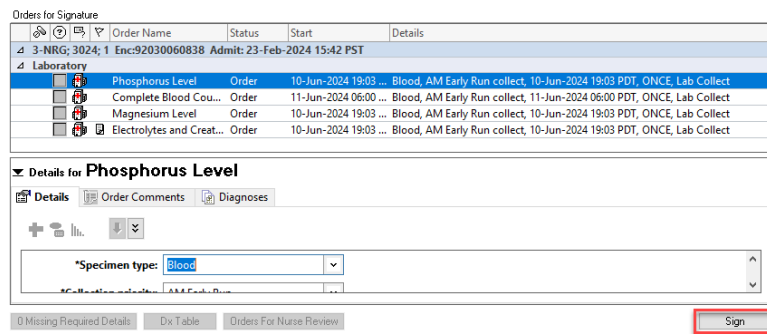 Orders for Signature
Order Name Status Start Details
3-NRG; 3024; 1 Enc:92030060838 Admit: 23-Feb-2024 15:42 PST
Laboratory
Phosphorus Level Order 10-Jun-2024 19:03 ... Blood, AM Early Run collect, 10-Jun-2024 19:03 PDT, ONCE, Lab Collect
Complete Blood Cou... Order 11-Jun-2024 06:00 ... Blood, AM Early Run collect, 11-Jun-2024 06:00 PDT, ONCE, Lab Collect
Magnesium Level Order 10-Jun-2024 19:03 ... Blood, AM Early Run collect, 10-Jun-2024 19:03 PDT, ONCE, Lab Collect
Electrolytes and Creat... Order 10-Jun-2024 19:03 ... Blood, AM Early Run collect, 10-Jun-2024 19:03 PDT, ONCE, Lab Collect
Details for Phosphorus Level
Details Order Comments Diagnoses
*Specimen type: Blood
*Collection priority: AM Early Run
0 Missing Required Details Dx Table Orders For Nurse Review Sign